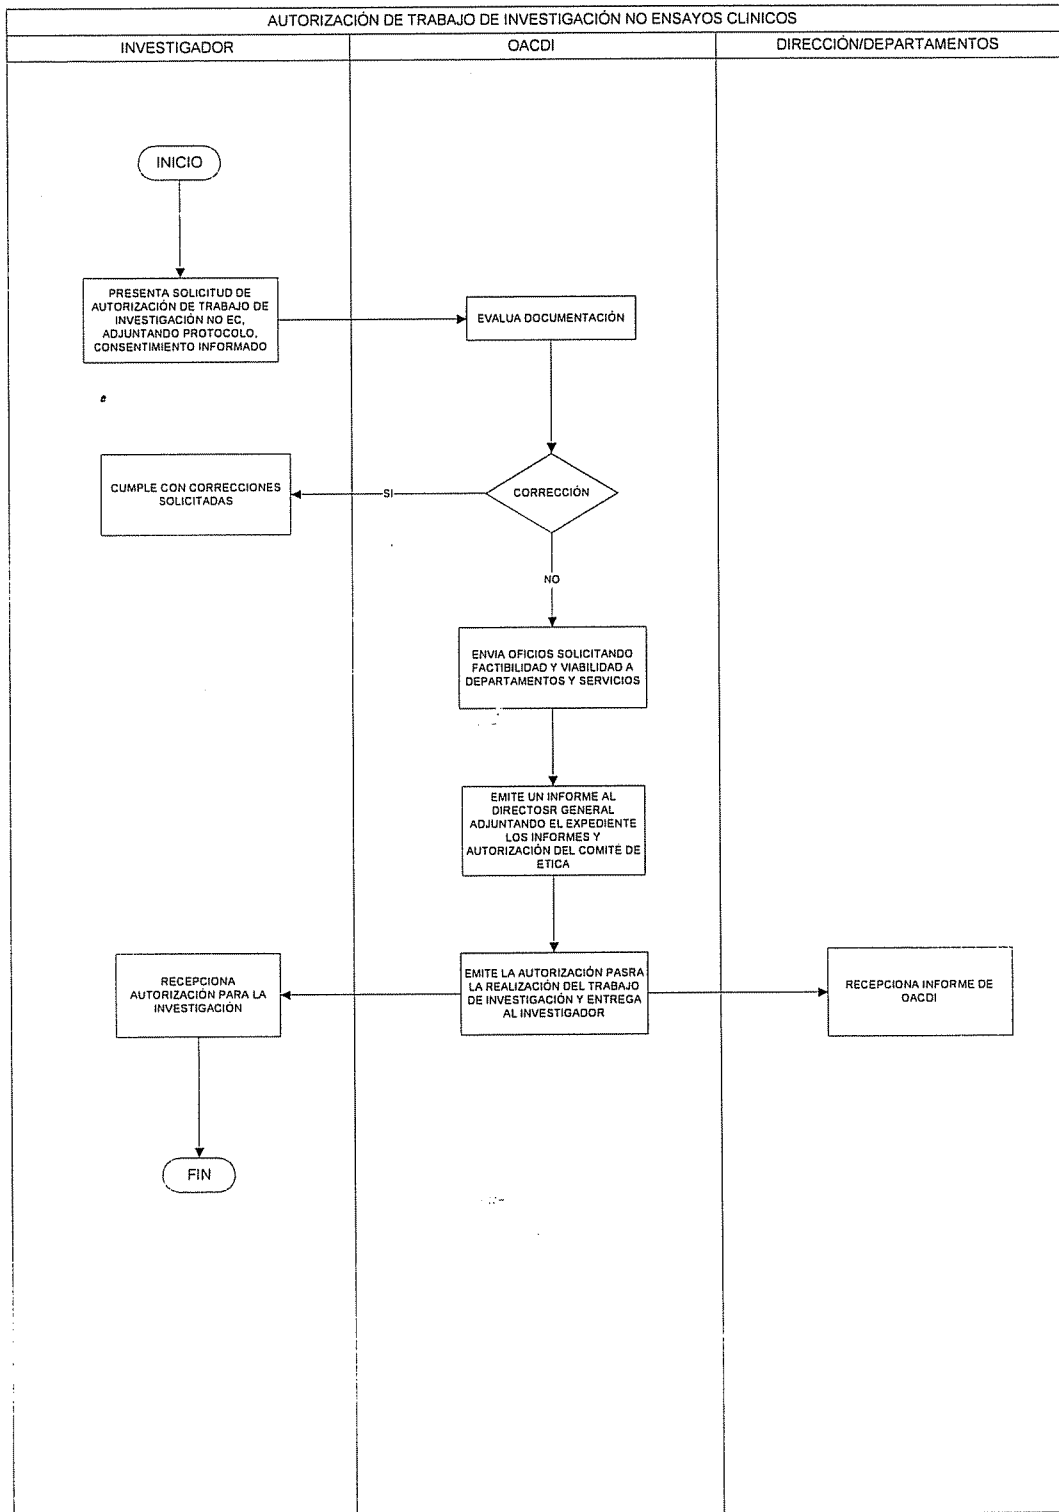 AUTORIZACIÓN DE TRABAJO DE INVESTIGACIÓN NO ENSAYOS CLINICOS
INVESTIGADOR
OACDI
DIRECCIÓN/DEPARTAMENTOS
INICIO
PRESENTA SOLICITUD DE
AUTORIZACIÓN DE TRABAJO DE
INVESTIGACIÓN NO EC,
ADJUNTANDO PROTOCOLO,
CONSENTIMIENTO INFORMADO
EVALUA DOCUMENTACIÓN
CUMPLE CON CORRECCIONES
SOLICITADAS
SI
CORRECCIÓN
NO
ENVIA OFICIOS SOLICITANDO
FACTIBILIDAD Y VIABILIDAD A
DEPARTAMENTOS Y SERVICIOS
EMITE UN INFORME AL
DIRECTOSR GENERAL
ADJUNTANDO EL EXPEDIENTE
LOS INFORMES Y
AUTORIZACIÓN DEL COMITÉ DE
ETICA
RECEPCIONA
AUTORIZACIÓN PARA LA
INVESTIGACIÓN
EMITE LA AUTORIZACIÓN PASRA
LA REALIZACIÓN DEL TRABAJO
DE INVESTIGACIÓN Y ENTREGA
AL INVESTIGADOR
RECEPCIONA INFORME DE
OACDI
FIN